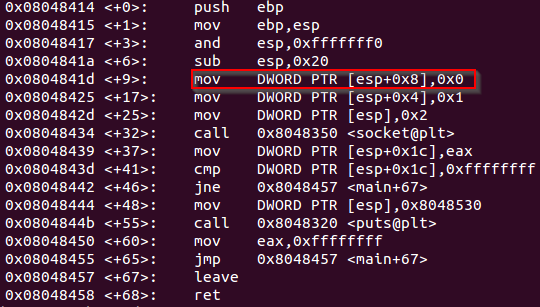 0x08048414 <+0>: push ebp
0x08048415 <+1>: mov ebp,esp
0x08048417 <+3>: and esp,0xfffffff0
0x0804841a <+6>: sub esp,0x20
0x0804841d <+9>: mov DWORD PTR [esp+0x8],0x0
0x08048425 <+17>: mov DWORD PTR [esp+0x4],0x1
0x0804842d <+25>: mov DWORD PTR [esp],0x2
0x08048434 <+32>: call 0x8048350 <socket@plt>
0x08048439 <+37>: mov DWORD PTR [esp+0x1c],eax
0x0804843d <+41>: cmp DWORD PTR [esp+0x1c],0xffffffff
0x08048442 <+46>: jne 0x8048457 <main+67>
0x08048444 <+48>: mov DWORD PTR [esp],0x8048530
0x0804844b <+55>: call 0x8048320 <puts@plt>
0x08048450 <+60>: mov eax,0xffffffff
0x08048455 <+65>: jmp 0x8048457 <main+67>
0x08048457 <+67>: leave
0x08048458 <+68>: ret